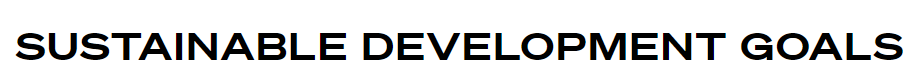 SUSTAINABLE DEVELOPMENT GOALS